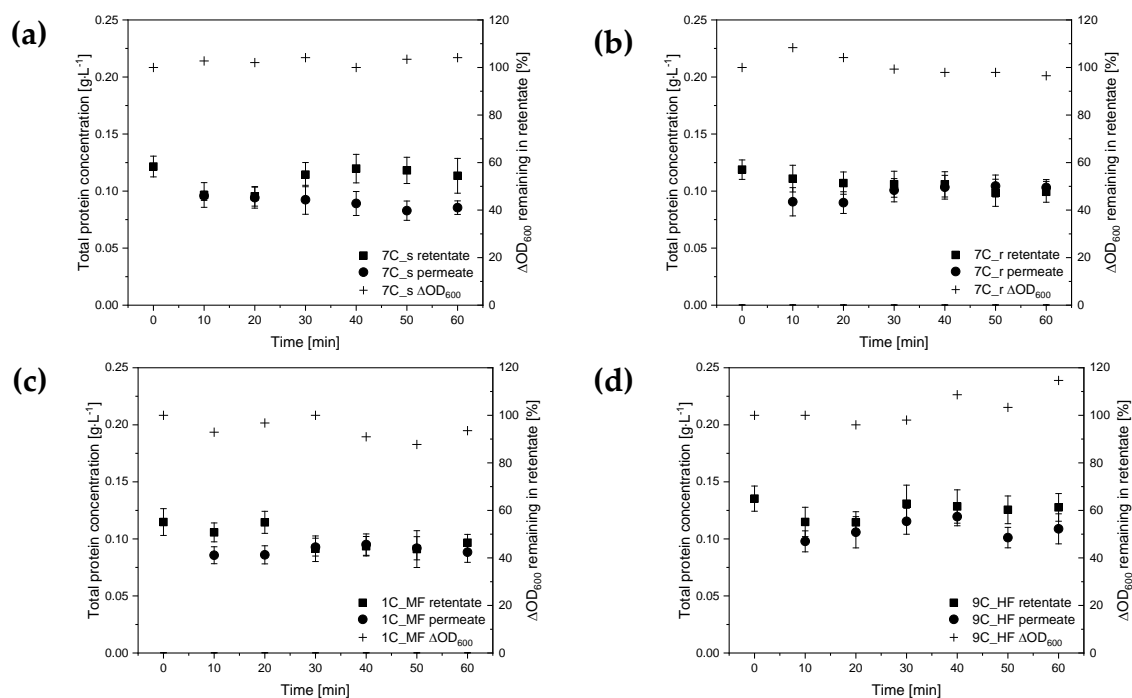 (a)
Total protein concentration [g·L⁻¹]
0.25
0.20
0.15
0.10
0.05
0.00
120
100
80
60
40
20
0
ΔOD₆₀₀ remaining in retentate [%]
7C_s retentate
7C_s permeate
7C_s ΔOD₆₀₀
0 10 20 30 40 50 60
Time [min]
(b)
Total protein concentration [g·L⁻¹]
0.25
0.20
0.15
0.10
0.05
0.00
120
100
80
60
40
20
0
ΔOD₆₀₀ remaining in retentate [%]
7C_r retentate
7C_r permeate
7C_r ΔOD₆₀₀
0 10 20 30 40 50 60
Time [min]
(c)
Total protein concentration [g·L⁻¹]
0.25
0.20
0.15
0.10
0.05
0.00
120
100
80
60
40
20
0
ΔOD₆₀₀ remaining in retentate [%]
1C_MF retentate
1C_MF permeate
1C_MF ΔOD₆₀₀
0 10 20 30 40 50 60
Time [min]
(d)
Total protein concentration [g·L⁻¹]
0.25
0.20
0.15
0.10
0.05
0.00
120
100
80
60
40
20
0
ΔOD₆₀₀ remaining in retentate [%]
9C_HF retentate
9C_HF permeate
9C_HF ΔOD₆₀₀
0 10 20 30 40 50 60
Time [min]